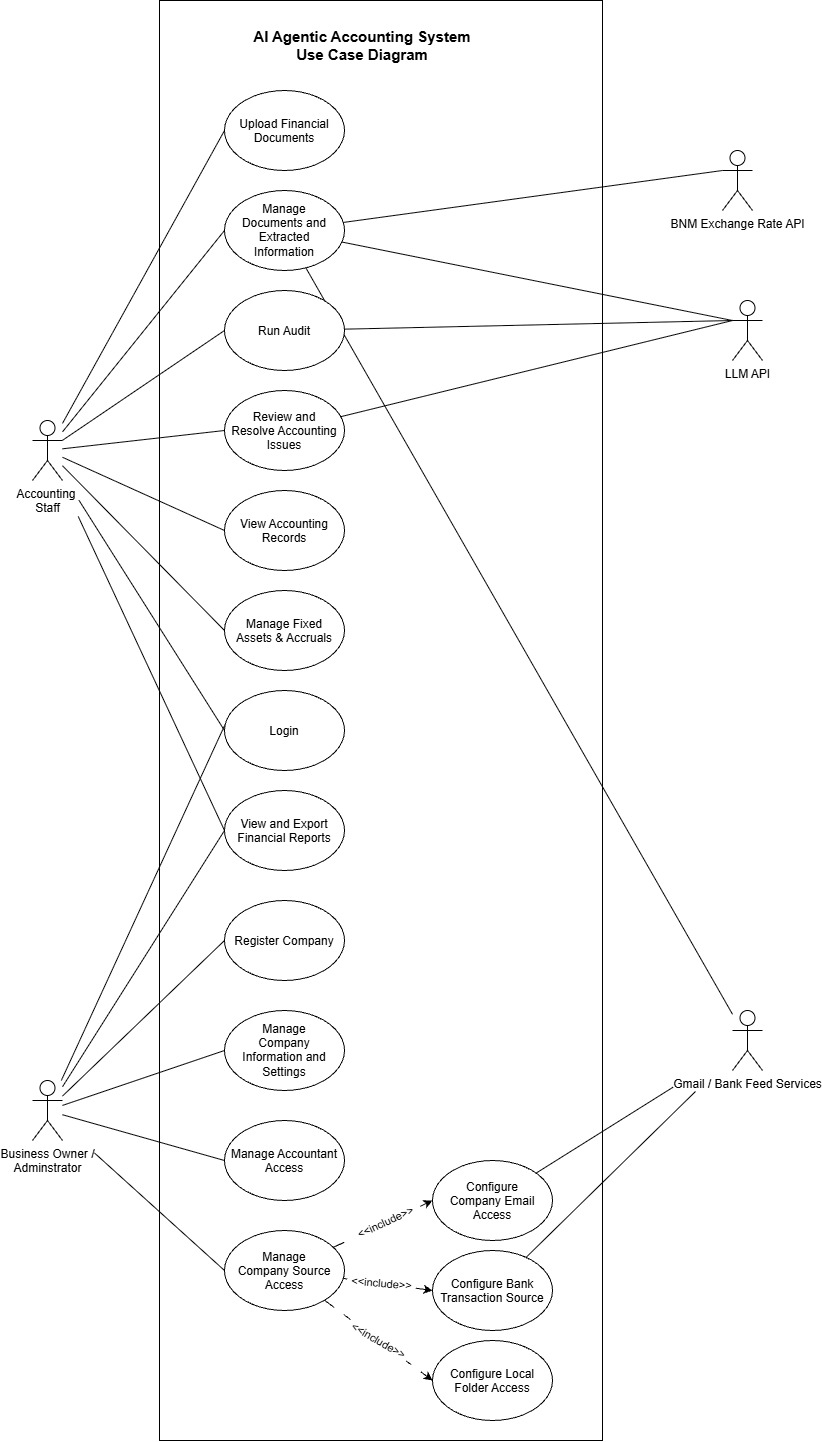 AI Agentic Accounting System
Use Case Diagram
Upload Financial
Documents
Manage
Documents and
Extracted
Information
BNM Exchange Rate API
Run Audit
LLM API
Review and
Resolve Accounting
Issues
Accounting
Staff
View Accounting
Records
Manage Fixed
Assets & Accruals
Login
View and Export
Financial Reports
Register Company
Manage
Company
Information and
Settings
Gmail / Bank Feed Services
Business Owner /
Adminstrator
Manage Accountant
Access
Configure
Company Email
Access
<<include>>
Manage
Company Source
Access
<<include>>
Configure Bank
Transaction Source
<<include>>
Configure Local
Folder Access